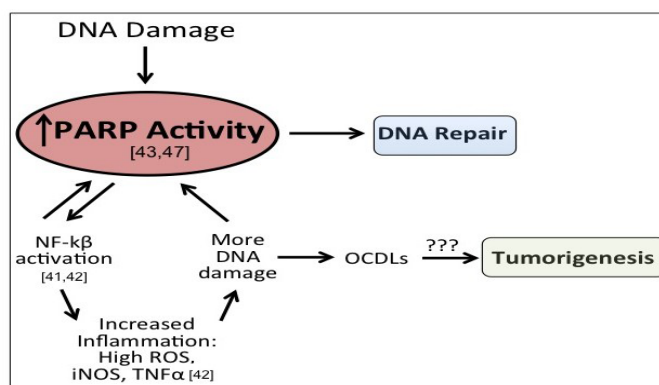 DNA Damage
↑PARP Activity
[43,47]
DNA Repair
NF-kβ
activation
[41,42]
More
DNA
damage
OCDLs
???
Tumorigenesis
Increased
Inflammation:
High ROS,
iNOS, TNFα [42]